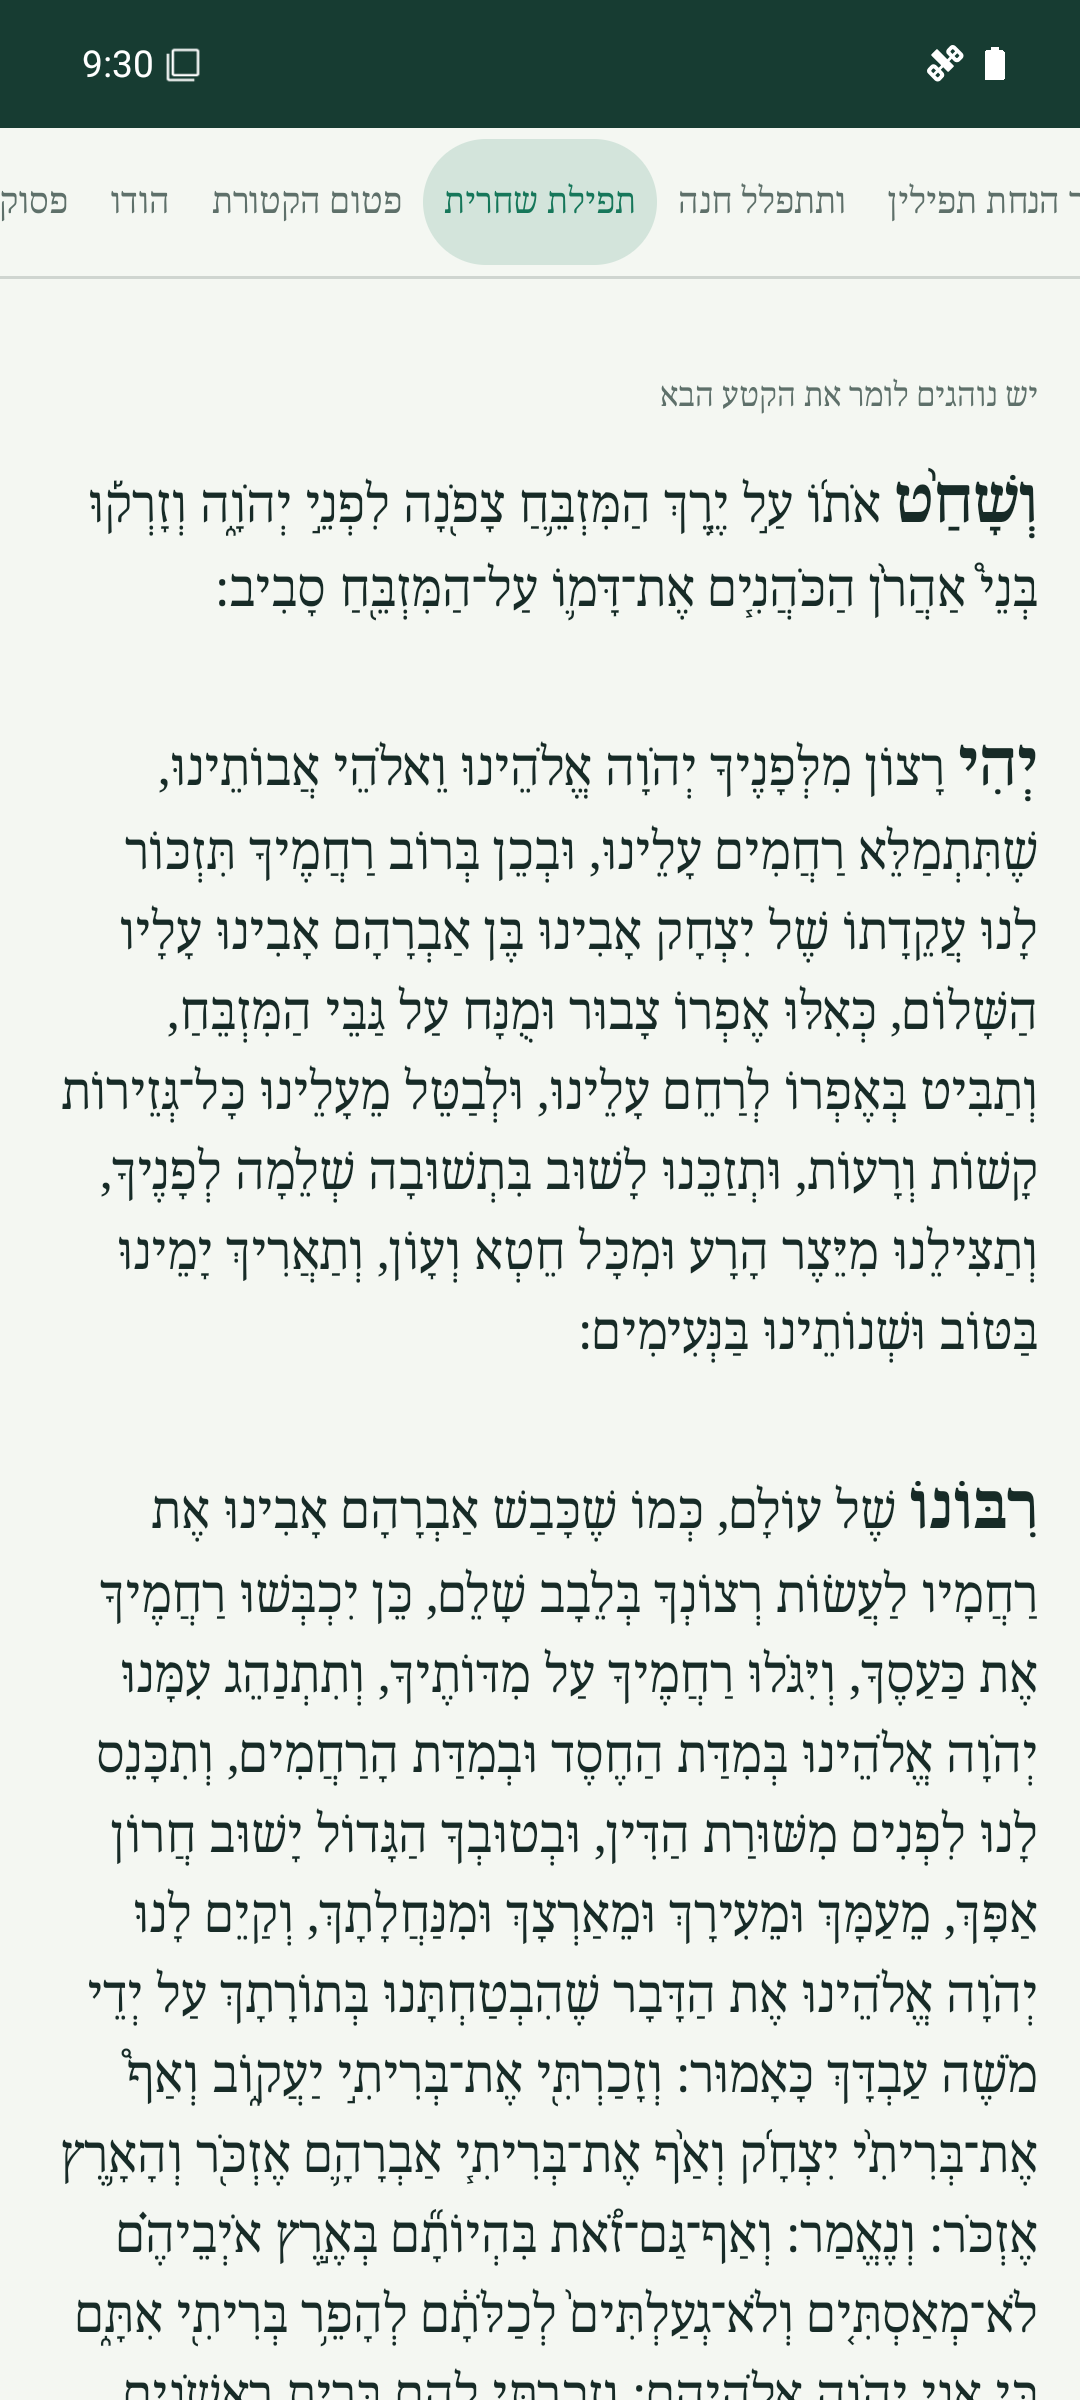 9:30
ר הנחת תפילין ותתפלל חנה תפילת שחרית פטום הקטורת הודו פסוק
יש נוהגים לומר את הקטע הבא
וְשָׁחַ֨ט אֹת֜וֹ עַ֣ל יֶ֧רֶךְ הַמִּזְבֵּ֛חַ צָפֹ֖נָה לִפְנֵ֣י יְהֹוָ֑ה וְזָרְק֡וּ
בְּנֵי֩ אַהֲרֹ֨ן הַכֹּהֲנִ֧ים אֶת־דָּמ֛וֹ עַל־הַמִּזְבֵּ֖חַ סָבִיב:
יְהִי רָצוֹן מִלְּפָנֶיךָ יְהֹוָה אֱלֹהֵינוּ וֵאלֹהֵי אֲבוֹתֵינוּ,
שֶׁתִּתְמַלֵּא רַחֲמִים עָלֵינוּ, וּבְכֵן בְּרוֹב רַחֲמֶיךָ תִּזְכּוֹר
לָנוּ עֲקֵדָתוֹ שֶׁל יִצְחָק אָבִינוּ בֶּן אַבְרָהָם אָבִינוּ עָלָיו
הַשָּׁלוֹם, כְּאִלּוּ אֶפְרוֹ צָבוּר וּמֻנָּח עַל גַּבֵּי הַמִּזְבֵּחַ,
וְתַבִּיט בְּאֶפְרוֹ לְרַחֵם עָלֵינוּ, וּלְבַטֵּל מֵעָלֵינוּ כָּל־גְּזֵירוֹת
קָשׁוֹת וְרָעוֹת, וּתְזַכֵּנוּ לָשׁוּב בִּתְשׁוּבָה שְׁלֵמָה לְפָנֶיךָ,
וְתַצִּילֵנוּ מִיֵּצֶר הָרָע וּמִכָּל חֵטְא וְעָוֹן, וְתַאֲרִיךְ יָמֵינוּ
בַּטּוֹב וּשְׁנוֹתֵינוּ בַּנְּעִימִים:
רִבּוֹנוֹ שֶׁל עוֹלָם, כְּמוֹ שֶׁכָּבַשׁ אַבְרָהָם אָבִינוּ אֶת
רַחֲמָיו לַעֲשׂוֹת רְצוֹנְךָ בְּלֵבָב שָׁלֵם, כֵּן יִכְבְּשׁוּ רַחֲמֶיךָ
אֶת כַּעַסֶךָ, וְיִגֹּלּוּ רַחֲמֶיךָ עַל מִדּוֹתֶיךָ, וְתִתְנַהֵג עִמָּנוּ
יְהֹוָה אֱלֹהֵינוּ בְּמִדַּת הַחֶסֶד וּבְמִדַּת הָרַחֲמִים, וְתִכָּנֵס
לָנוּ לִפְנִים מִשּׁוּרַת הַדִּין, וּבְטוּבְךָ הַגָּדוֹל יָשׁוּב חֲרוֹן
אַפָּךְ, מֵעַמָּךְ וּמֵעִירָךְ וּמֵאַרְצָךְ וּמִנַּחֲלָתָךְ, וְקַיֵּם לָנוּ
יְהֹוָה אֱלֹהֵינוּ אֶת הַדָּבָר שֶׁהִבְטַחְתָּנוּ בְּתוֹרָתָךְ עַל יְדֵי
מֹשֶׁה עַבְדָּךְ כָּאָמוּר: וְזָכַרְתִּ֖י אֶת־בְּרִיתִ֣י יַעֲק֑וֹב וְאַף֩
אֶת־בְּרִיתִ֨י יִצְחָ֜ק וְאַ֨ף אֶת־בְּרִיתִ֧י אַבְרָהָ֛ם אֶזְכֹּ֖ר וְהָאָ֥רֶץ
אֶזְכֹּר: וְנֶאֱמַר: וְאַף־גַּם־זֹ֠את בִּהְיוֹתָ֞ם בְּאֶ֣רֶץ אֹיְבֵיהֶ֗ם
לֹא־מְאַסְתִּ֤ים וְלֹא־גְעַלְתִּים֙ לְכַלֹּתָ֔ם לְהָפֵ֥ר בְּרִיתִ֖י אִתָּ֑ם
כִּי אֲנִי יְהֹוָה אֱלֹהֵיהֶם: וְזָכַרְתִּי לָהֶם בְּרִית רִאשֹׁנִים